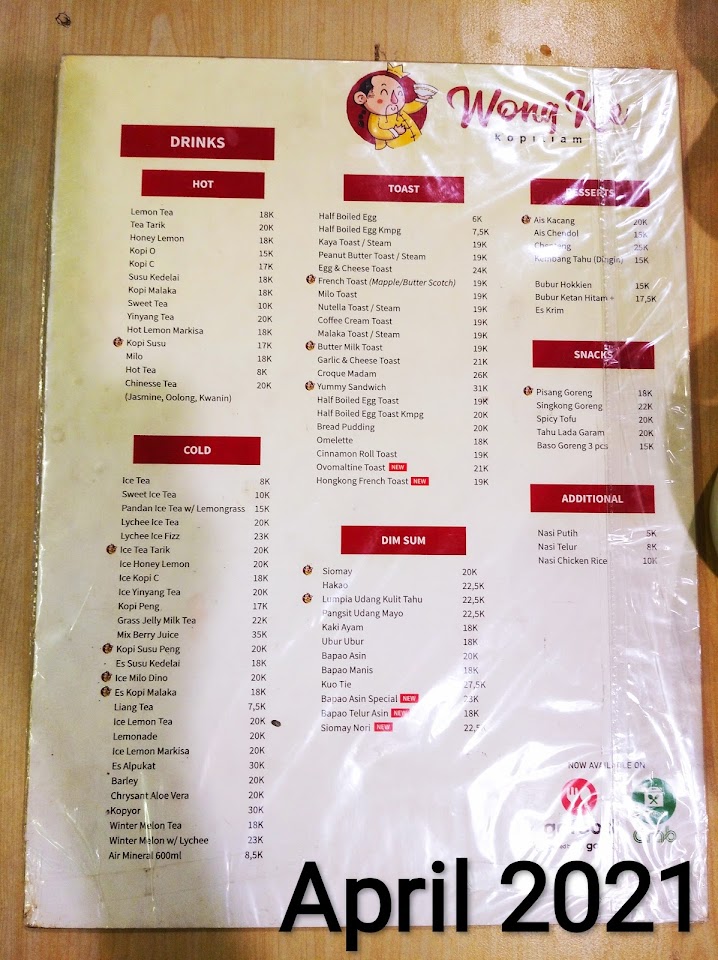 Wong
kopitiam
DRINKS
HOT
Lemon Tea 18K
Tea Tarik 20K
Honey Lemon 18K
Kopi O 15K
Kopi C 17K
Susu Kedelai 18K
Kopi Malaka 18K
Sweet Tea 10K
Yinyang Tea 20K
Hot Lemon Markisa 18K
Kopi Susu 17K
Milo 18K
Hot Tea 8K
Chinesse Tea 20K
(Jasmine, Oolong, Kwanin)
COLD
Ice Tea 8K
Sweet Ice Tea 10K
Pandan Ice Tea w/ Lemongrass 15K
Lychee Ice Tea 20K
Lychee Ice Fizz 23K
Ice Tea Tarik 20K
Ice Honey Lemon 20K
Ice Kopi C 18K
Ice Yinyang Tea 20K
Kopi Peng 17K
Grass Jelly Milk Tea 22K
Mix Berry Juice 35K
Kopi Susu Peng 20K
Es Susu Kedelai 18K
Ice Milo Dino 20K
Es Kopi Malaka 18K
Liang Tea 7,5K
Ice Lemon Tea 20K
Lemonade 20K
Ice Lemon Markisa 20K
Es Alpukat 30K
Barley 20K
Chrysant Aloe Vera 20K
Kopyor 30K
Winter Melon Tea 18K
Winter Melon w/ Lychee 23K
Air Mineral 600ml 8,5K
TOAST
Half Boiled Egg 6K
Half Boiled Egg Kmpg 7,5K
Kaya Toast / Steam 19K
Peanut Butter Toast / Steam 19K
Egg & Cheese Toast 24K
French Toast (Mapple/Butter Scotch) 19K
Milo Toast 19K
Nutella Toast / Steam 19K
Coffee Cream Toast 19K
Malaka Toast / Steam 19K
Butter Milk Toast 19K
Garlic & Cheese Toast 21K
Croque Madam 26K
Yummy Sandwich 31K
Half Boiled Egg Toast 19K
Half Boiled Egg Toast Kmpg 20K
Bread Pudding 20K
Omelette 18K
Cinnamon Roll Toast 19K
Ovomaltine Toast NEW 21K
Hongkong French Toast NEW 19K
DIM SUM
Siomay 20K
Hakao 22,5K
Lumpia Udang Kulit Tahu 22,5K
Pangsit Udang Mayo 22,5K
Kaki Ayam 18K
Ubur Ubur 18K
Bapao Asin 20K
Bapao Manis 18K
Kuo Tie 27,5K
Bapao Asin Special NEW 23K
Bapao Telur Asin NEW 18K
Siomay Nori NEW 22,5K
DESSERTS
Ais Kacang 20K
Ais Chendol 15K
25K
Kembang Tahu (Dingin) 15K
Bubur Hokkien 15K
Bubur Ketan Hitam + 17,5K
Es Krim
SNACKS
Pisang Goreng 18K
Singkong Goreng 22K
Spicy Tofu 20K
Tahu Lada Garam 20K
Baso Goreng 3 pcs 15K
ADDITIONAL
Nasi Putih 5K
Nasi Telur 8K
Nasi Chicken Rice 10K
NOW AVAILABLE ON
Grab
April 2021